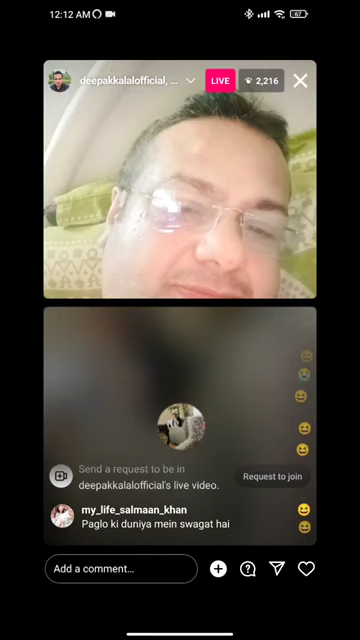 12:12 AM
67
deepakkalalofficial, ...
LIVE
2,216
Send a request to be in
deepakkalalofficial's live video.
Request to join
my_life_salmaan_khan
Paglo ki duniya mein swagat hai
Add a comment...